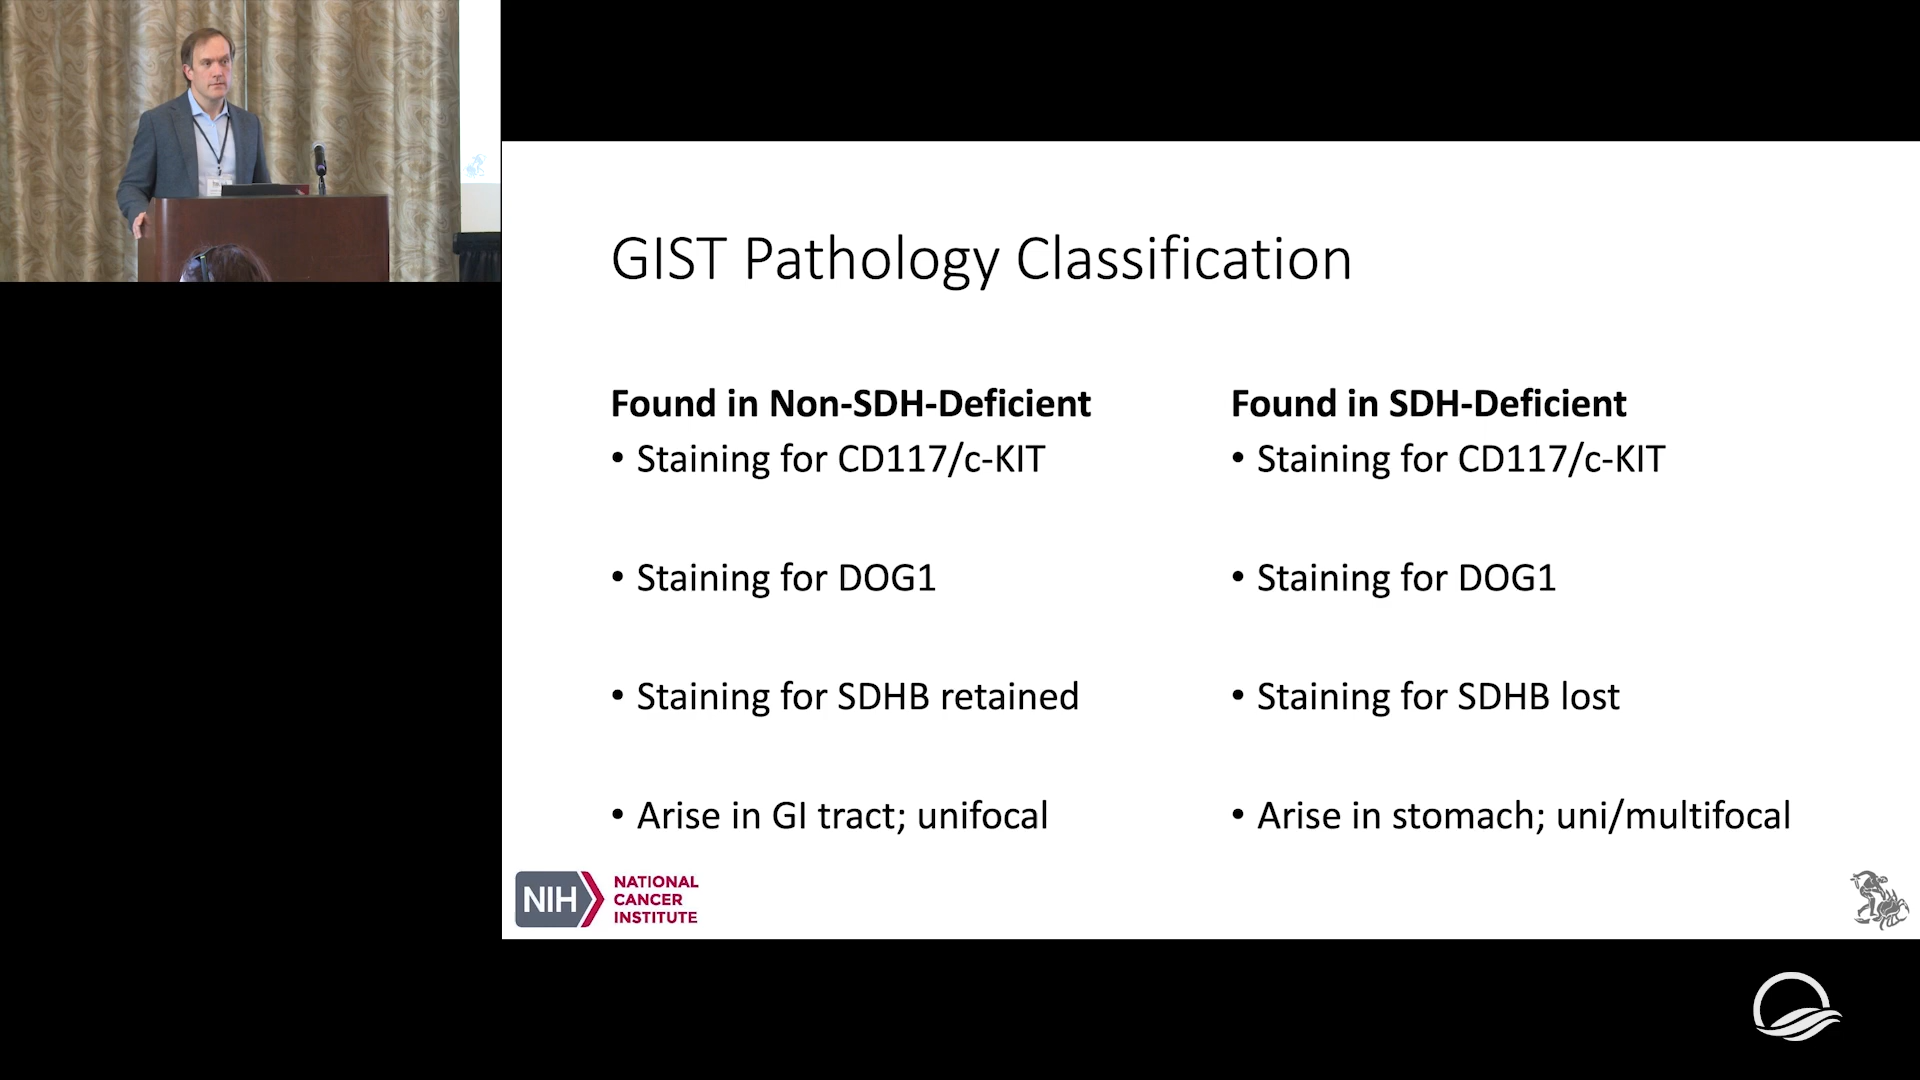 GIST Pathology Classification
Found in Non-SDH-Deficient
• Staining for CD117/c-KIT
• Staining for DOG1
• Staining for SDHB retained
• Arise in GI tract; unifocal
Found in SDH-Deficient
• Staining for CD117/c-KIT
• Staining for DOG1
• Staining for SDHB lost
• Arise in stomach; uni/multifocal
NIH
NATIONAL
CANCER
INSTITUTE